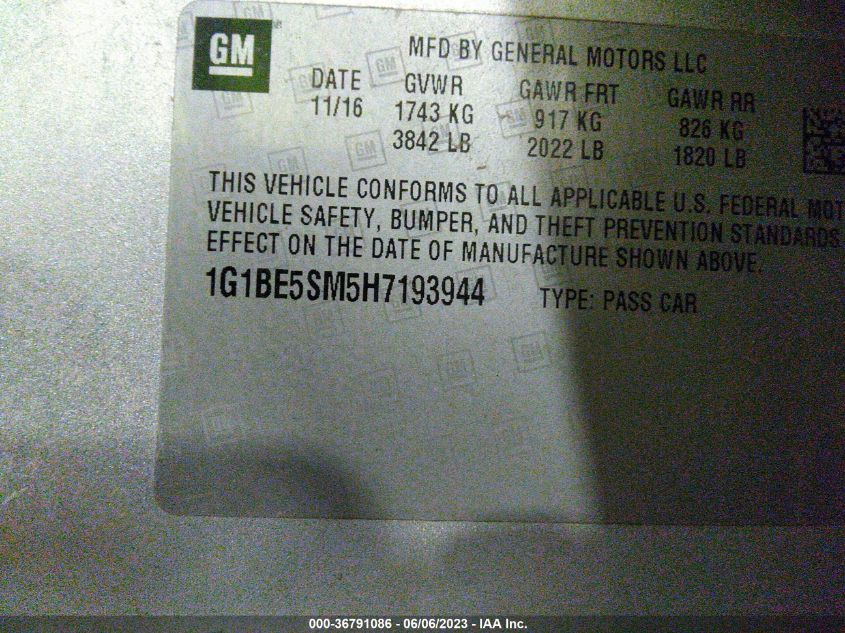 GM
MFD BY GENERAL MOTORS LLC
DATE GVWR GAWR FRT GAWR RR
11/16 1743 KG 917 KG 826 KG
3842 LB 2022 LB 1820 LB
THIS VEHICLE CONFORMS TO ALL APPLICABLE U.S. FEDERAL MOT
VEHICLE SAFETY, BUMPER, AND THEFT PREVENTION STANDARDS
EFFECT ON THE DATE OF MANUFACTURE SHOWN ABOVE.
1G1BE5SM5H7193944 TYPE: PASS CAR
000-36791086 - 06/06/2023 - IAA Inc.